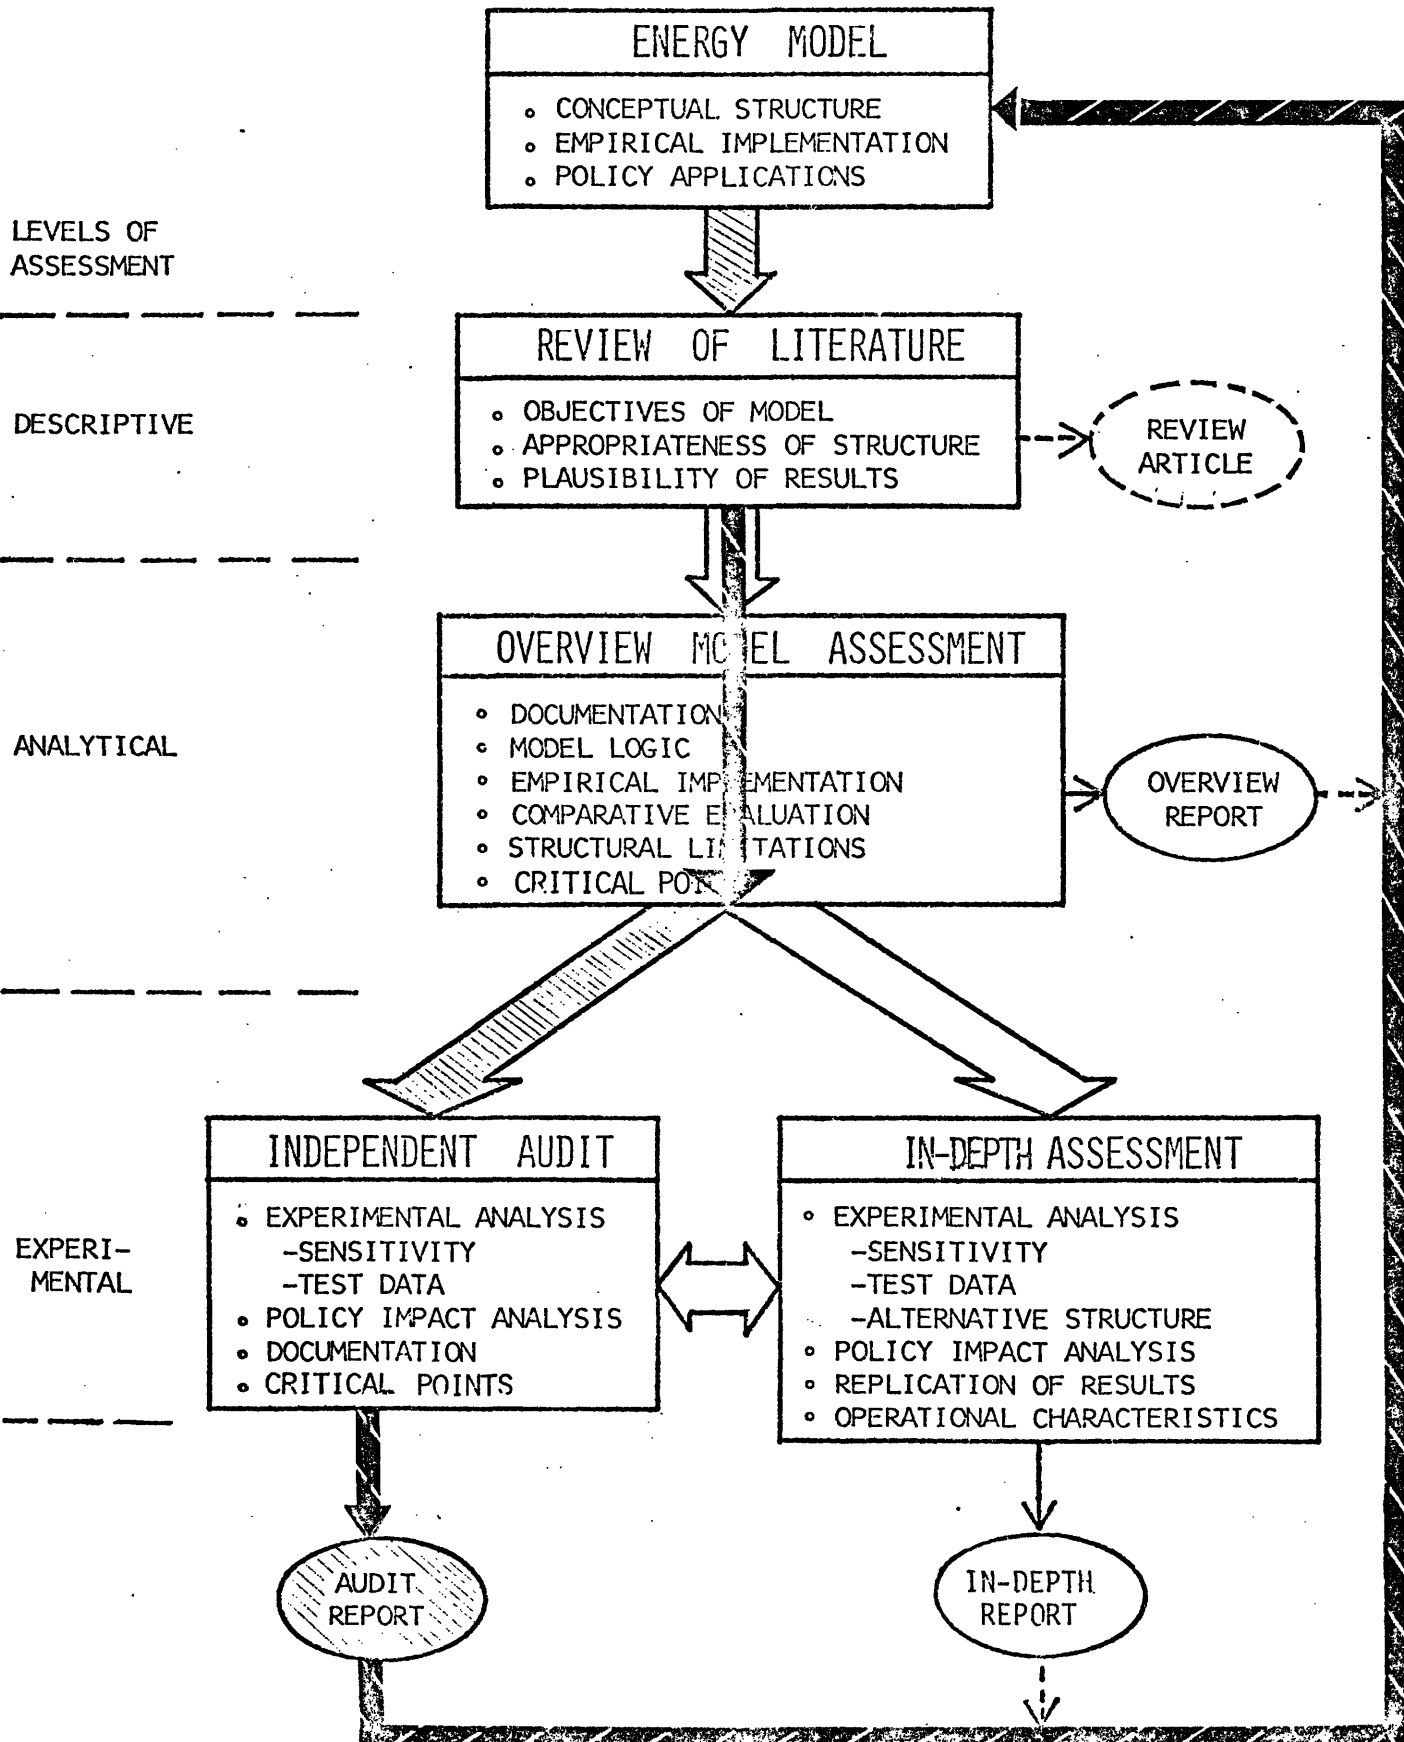 ENERGY MODEL
∘ CONCEPTUAL STRUCTURE
∘ EMPIRICAL IMPLEMENTATION
∘ POLICY APPLICATIONS
LEVELS OF
ASSESSMENT
REVIEW OF LITERATURE
∘ OBJECTIVES OF MODEL
∘ APPROPRIATENESS OF STRUCTURE
∘ PLAUSIBILITY OF RESULTS
DESCRIPTIVE
REVIEW
ARTICLE
OVERVIEW MODEL ASSESSMENT
∘ DOCUMENTATION
∘ MODEL LOGIC
∘ EMPIRICAL IMPLEMENTATION
∘ COMPARATIVE EVALUATION
∘ STRUCTURAL LIMITATIONS
∘ CRITICAL
ANALYTICAL
OVERVIEW
REPORT
INDEPENDENT AUDIT
∘ EXPERIMENTAL ANALYSIS
-SENSITIVITY
-TEST DATA
∘ POLICY IMPACT ANALYSIS
∘ DOCUMENTATION
∘ CRITICAL POINTS
IN-DEPTH ASSESSMENT
∘ EXPERIMENTAL ANALYSIS
-SENSITIVITY
-TEST DATA
-ALTERNATIVE STRUCTURE
∘ POLICY IMPACT ANALYSIS
∘ REPLICATION OF RESULTS
∘ OPERATIONAL CHARACTERISTICS
EXPERI-
MENTAL
AUDIT
REPORT
IN-DEPTH
REPORT